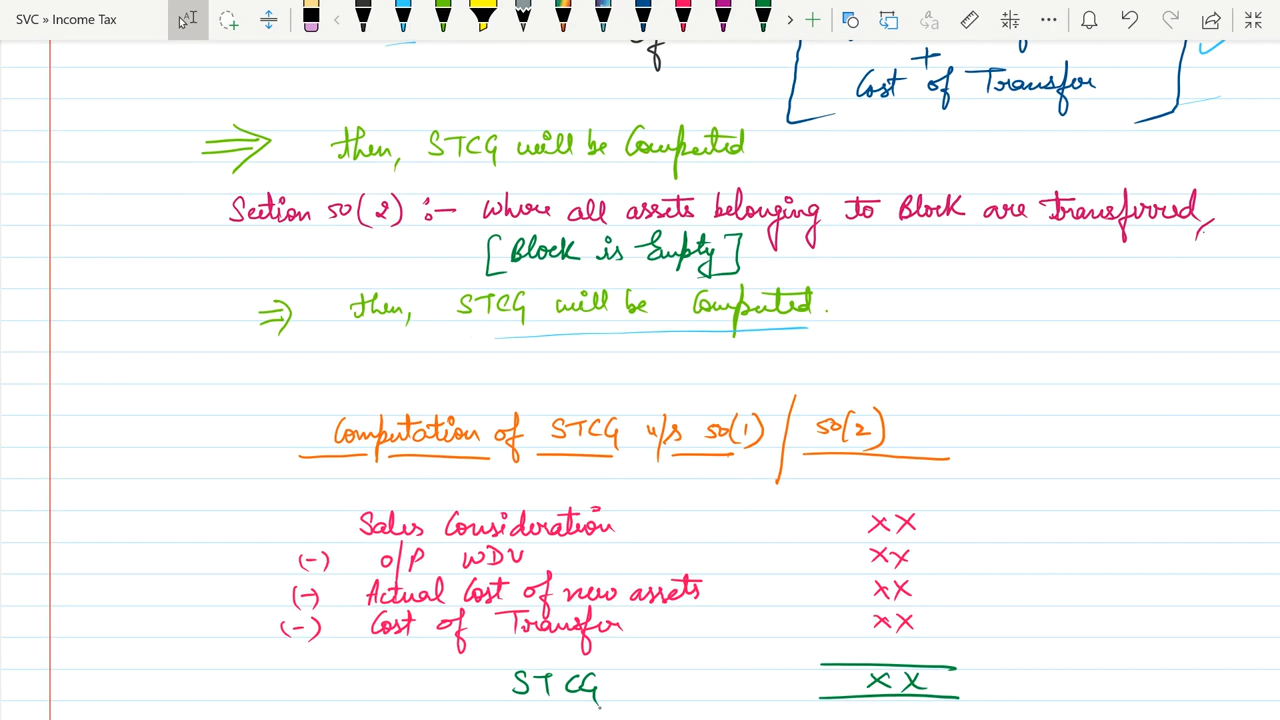 SVC » Income Tax
+
Cost of Transfer
⇒ then, STCG will be Computed
Section 50(2) :- Where all assets belonging to Block are transferred,
[Block is Empty]
⇒ then, STCG will be Computed.
Computation of STCG u/s 50(1) / 50(2)
Sales Consideration XX
(-) O/P WDV XX
(-) Actual Cost of new assets XX
(-) Cost of Transfer XX
STCG XX